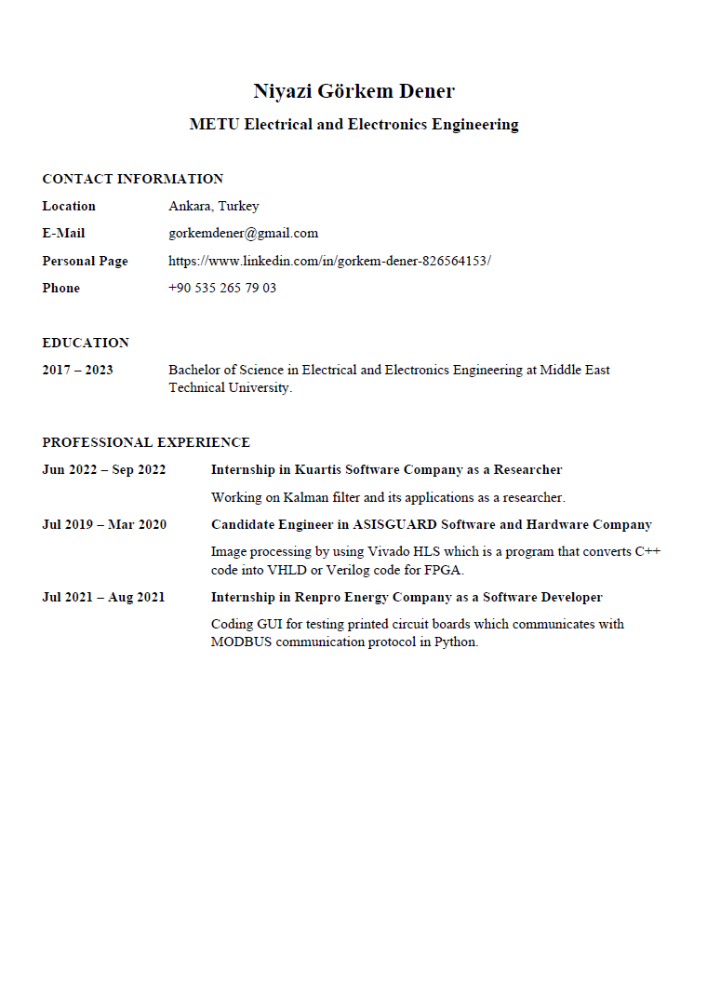 Niyazi Görkem Dener
METU Electrical and Electronics Engineering
CONTACT INFORMATION
Location Ankara, Turkey
E-Mail gorkemdener@gmail.com
Personal Page https://www.linkedin.com/in/gorkem-dener-826564153/
Phone +90 535 265 79 03
EDUCATION
2017 – 2023 Bachelor of Science in Electrical and Electronics Engineering at Middle East
Technical University.
PROFESSIONAL EXPERIENCE
Jun 2022 – Sep 2022 Internship in Kuartis Software Company as a Researcher
Working on Kalman filter and its applications as a researcher.
Jul 2019 – Mar 2020 Candidate Engineer in ASISGUARD Software and Hardware Company
Image processing by using Vivado HLS which is a program that converts C++
code into VHLD or Verilog code for FPGA.
Jul 2021 – Aug 2021 Internship in Renpro Energy Company as a Software Developer
Coding GUI for testing printed circuit boards which communicates with
MODBUS communication protocol in Python.